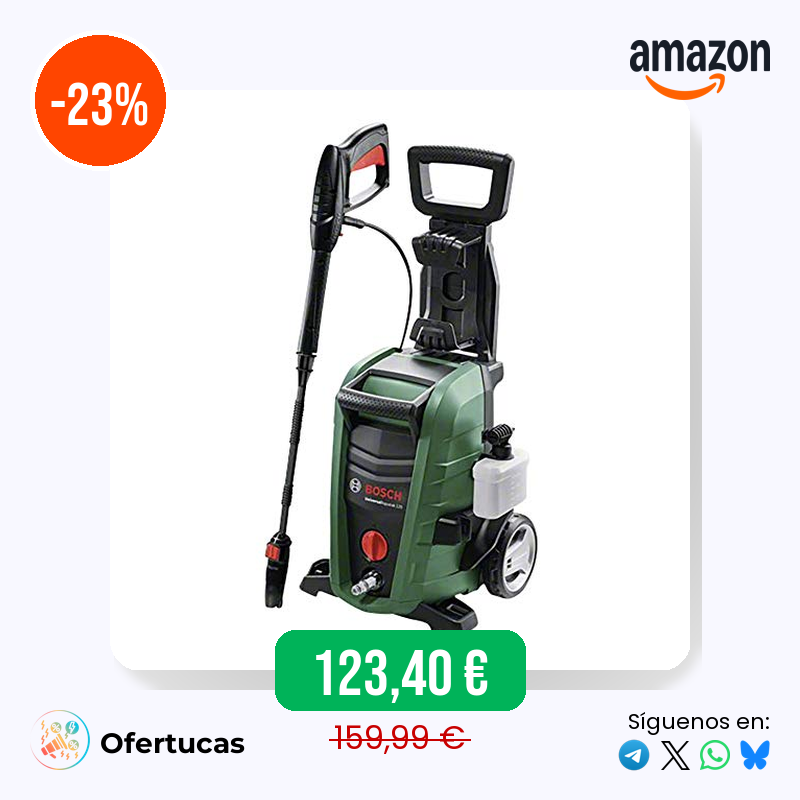 -23%
amazon
BOSCH
123,40 €
159,99 €
Ofertucas
Síguenos en: